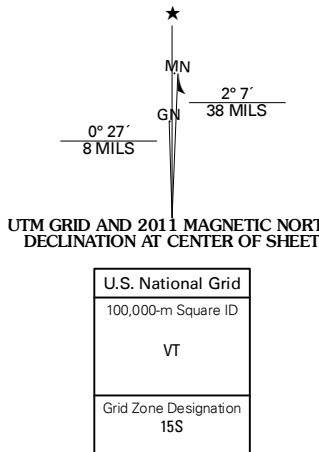 MN
GN
2° 7´
38 MILS
0° 27´
8 MILS
UTM GRID AND 2011 MAGNETIC NORT
DECLINATION AT CENTER OF SHEET
U.S. National Grid
100,000-m Square ID
VT
Grid Zone Designation
15S